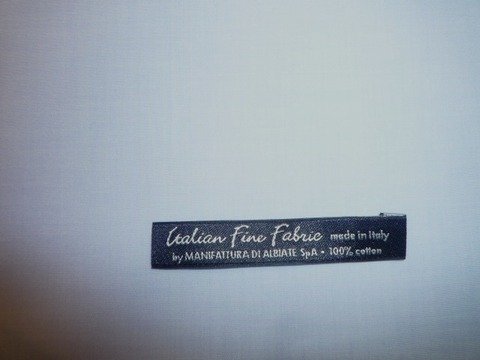 Italian Fine Fabric made in Italy
by MANIFATTURA DI ALBIATE SpA • 100% cotton